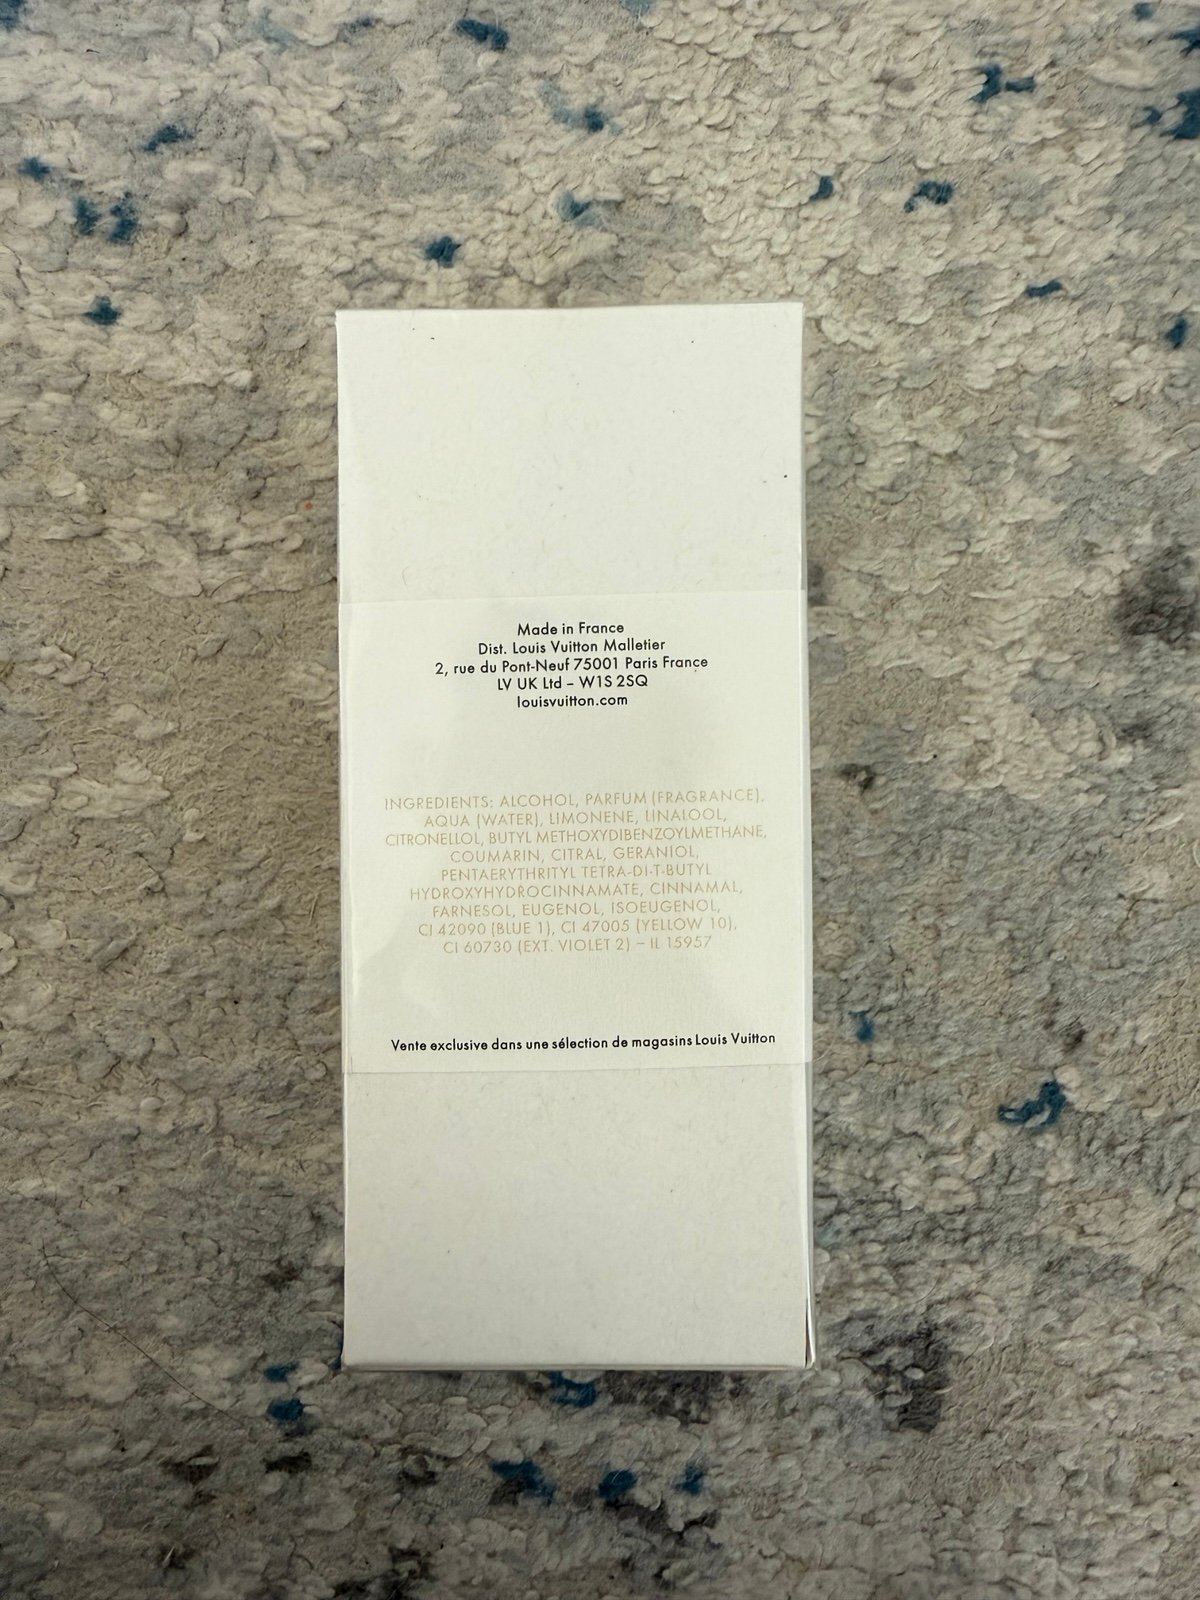 Made in France
Dist. Louis Vuitton Malletier
2, rue du Pont-Neuf 75001 Paris France
LV UK Ltd – W1S 2SQ
louisvuitton.com
INGREDIENTS: ALCOHOL, PARFUM (FRAGRANCE),
AQUA (WATER), LIMONENE, LINALOOL,
CITRONELLOL, BUTYL METHOXYDIBENZOYLMETHANE,
COUMARIN, CITRAL, GERANIOL,
PENTAERYTHRITYL TETRA-DI-T-BUTYL
HYDROXYHYDROCINNAMATE, CINNAMAL,
FARNESOL, EUGENOL, ISOEUGENOL,
CI 42090 (BLUE 1), CI 47005 (YELLOW 10),
CI 60730 (EXT. VIOLET 2) – IL 15957
Vente exclusive dans une sélection de magasins Louis Vuitton